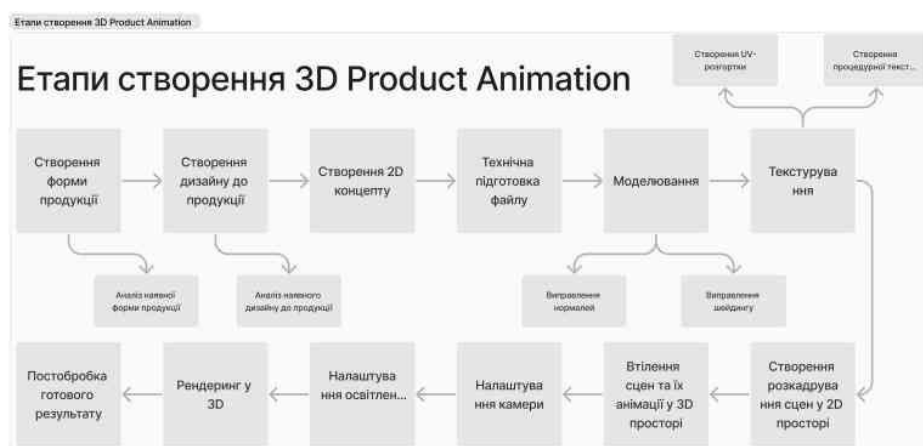 Етапи створення 3D Product Animation
Етапи створення 3D Product Animation
Створення UV-
розгортки
Створення
процедурної текст...
Створення
форми
продукції
Створення
дизайну до
продукції
Створення 2D
концепту
Технічна
підготовка
файлу
Моделювання
Текстурува
ння
Аналіз наявної
форми продукції
Аналіз наявного
дизайну до продукції
Виправлення
нормалей
Виправлення
шейдингу
Постобробка
готового
результату
Рендеринг у
3D
Налаштува
ння освітлен...
Налаштува
ння камери
Втілення
сцен та їх
анімації у 3D
просторі
Створення
розкадрува
ння сцен у 2D
просторі